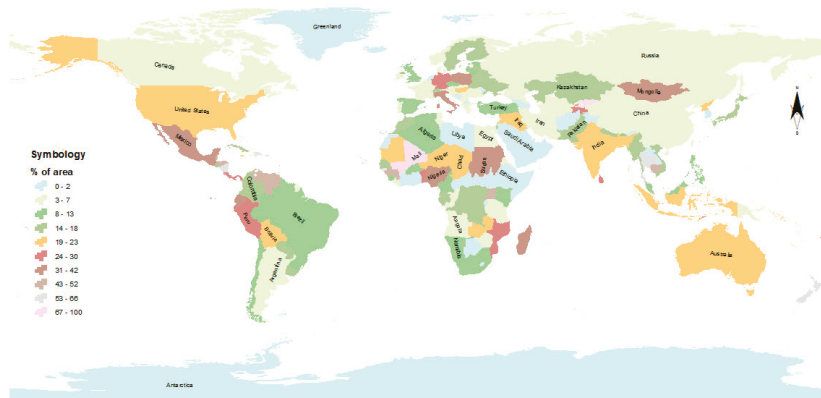 Greenland
Russia
Canada
Kazakhstan
Mongolia
United States
Turkey
China
Iraq
Iran
Algeria
Libya
Egypt
Saudi Arabia
Pakistan
India
Mexico
Mali
Niger
Chad
Sudan
Nigeria
Ethiopia
Colombia
Peru
Brazil
Bolivia
Angola
Namibia
Argentina
Australia
Antarctica
N
S
Symbology
% of area
0 - 2
3 - 7
8 - 13
14 - 18
19 - 23
24 - 30
31 - 42
43 - 52
53 - 66
67 - 100